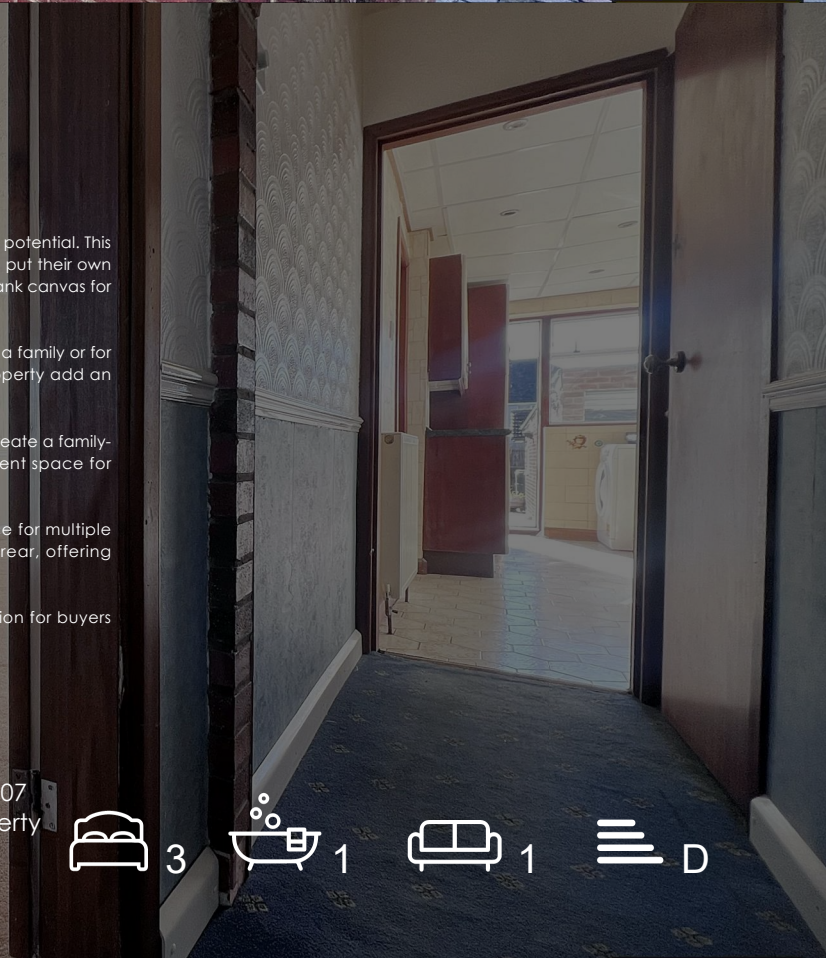 potential. This
put their own
ank canvas for
a family or for
perty add an
eate a family-
ent space for
e for multiple
rear, offering
ion for buyers
07
erty
3
1
1
D